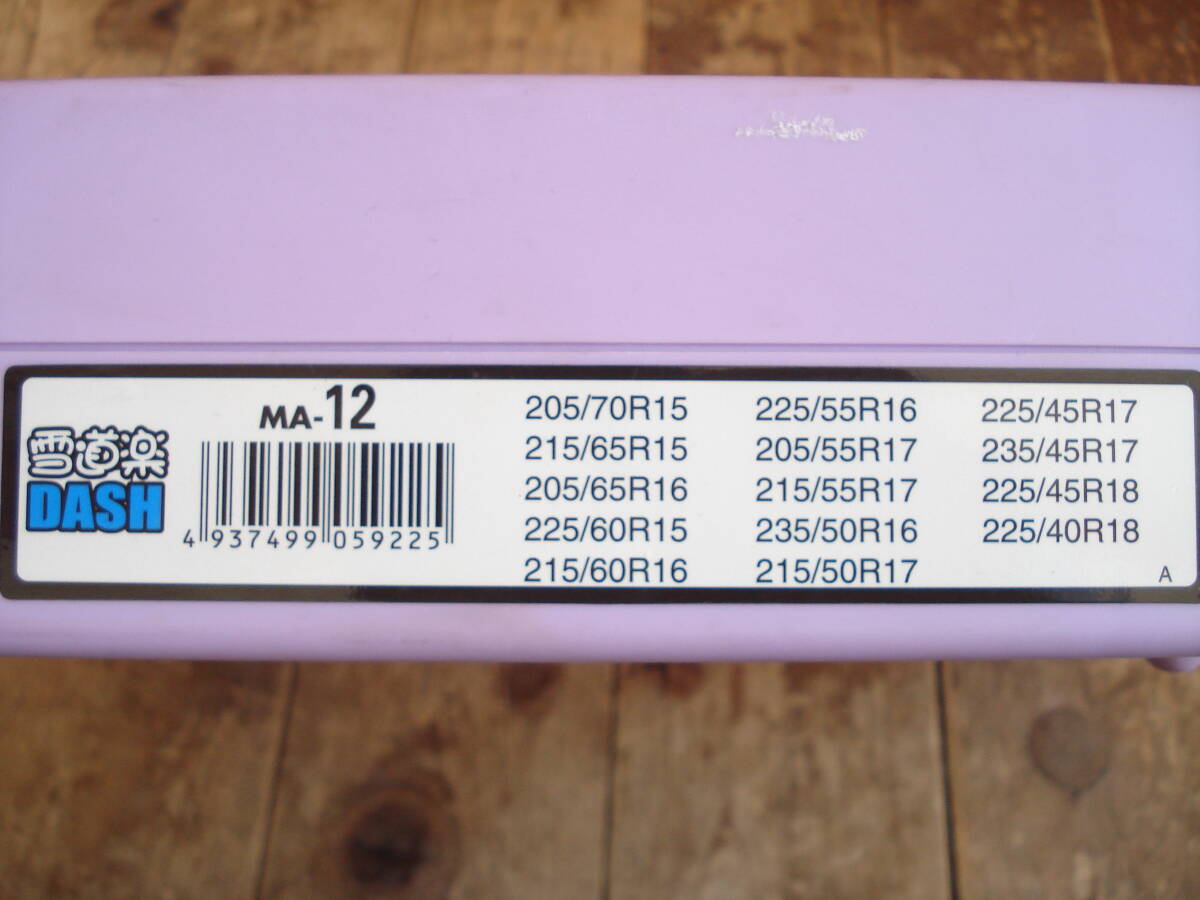 雪道楽
DASH
MA-12
4 937499 059225
205/70R15
215/65R15
205/65R16
225/60R15
215/60R16
225/55R16
205/55R17
215/55R17
235/50R16
215/50R17
225/45R17
235/45R17
225/45R18
225/40R18
A